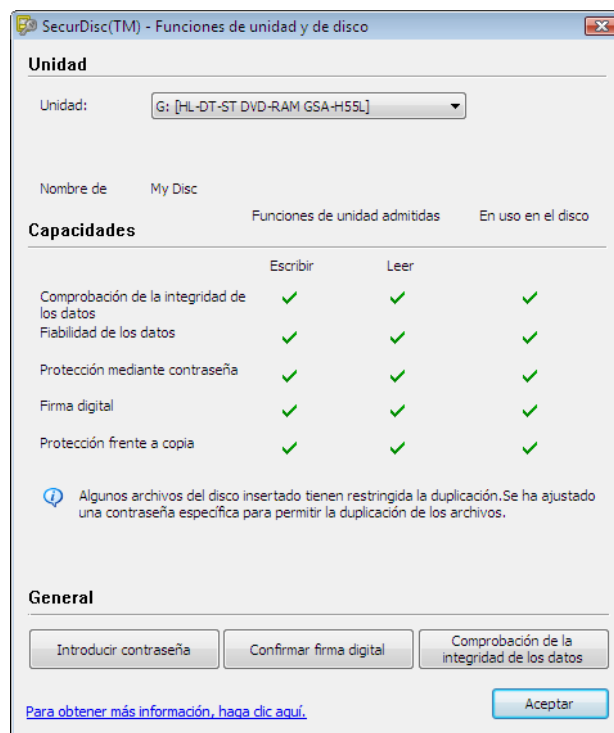 SecurDisc(TM) - Funciones de unidad y de disco
Unidad
Unidad:
G: [HL-DT-ST DVD-RAM GSA-H55L]
Nombre de
My Disc
Funciones de unidad admitidas
En uso en el disco
Capacidades
Escribir
Leer
Comprobación de la integridad de
los datos
Fiabilidad de los datos
Protección mediante contraseña
Firma digital
Protección frente a copia
Algunos archivos del disco insertado tienen restringida la duplicación.Se ha ajustado
una contraseña específica para permitir la duplicación de los archivos.
General
Introducir contraseña
Confirmar firma digital
Comprobación de la
integridad de los datos
Para obtener más información, haga clic aquí.
Aceptar